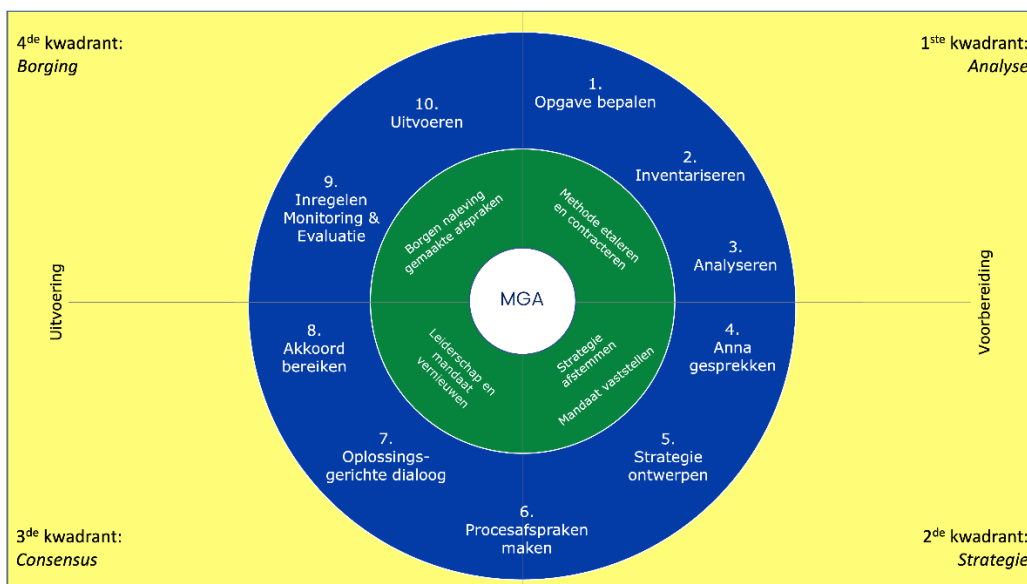 4de kwadrant:
Borging
1ste kwadrant:
Analyse
1.
Opgave bepalen
2.
Inventariseren
3.
Analyseren
4.
Anna
gesprekken
5.
Strategie
ontwerpen
6.
Procesafspraken
maken
7.
Oplossings-
gerichte dialoog
8.
Akkoord
bereiken
9.
Inregelen
Monitoring &
Evaluatie
10.
Uitvoeren
Methode etaleren
en contracteren
Strategie
afstemmen
Mandaat vaststellen
Leiderschap en
mandaat
vernieuwen
Borgen naleving
gemaakte afspraken
MGA
Uitvoering
Voorbereiding
3de kwadrant:
Consensus
2de kwadrant:
Strategie